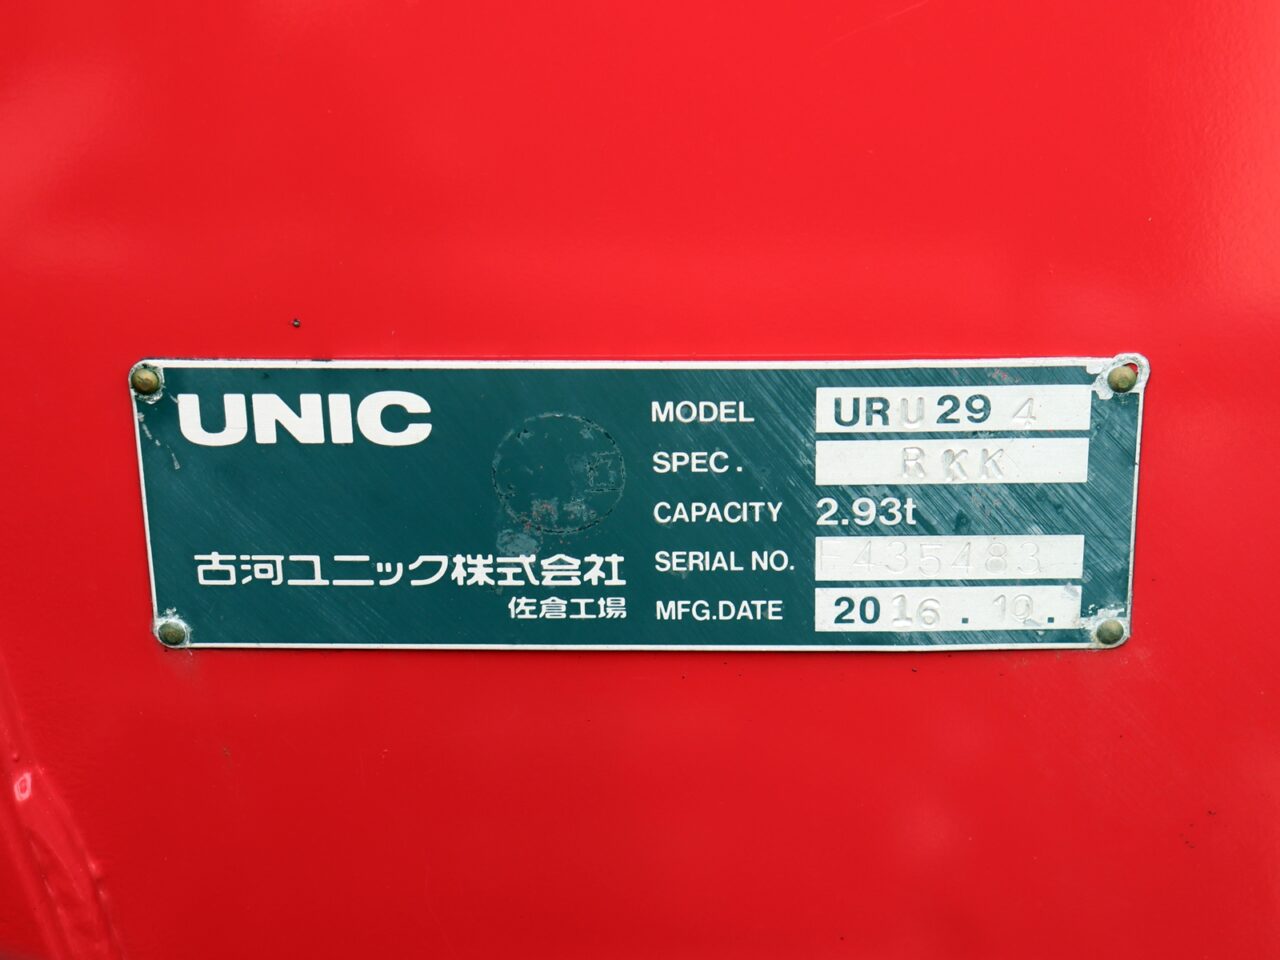 UNIC
古河ユニック株式会社
佐倉工場
MODEL URU294
SPEC. RKK
CAPACITY 2.93t
SERIAL NO. F435483
MFG.DATE 2016.10.